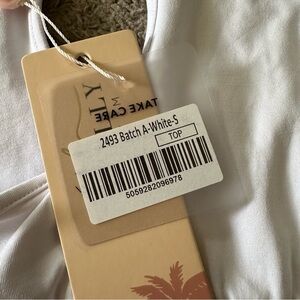 TAKE CARE
2493 Batch A-White-S
TOP
5059282096978